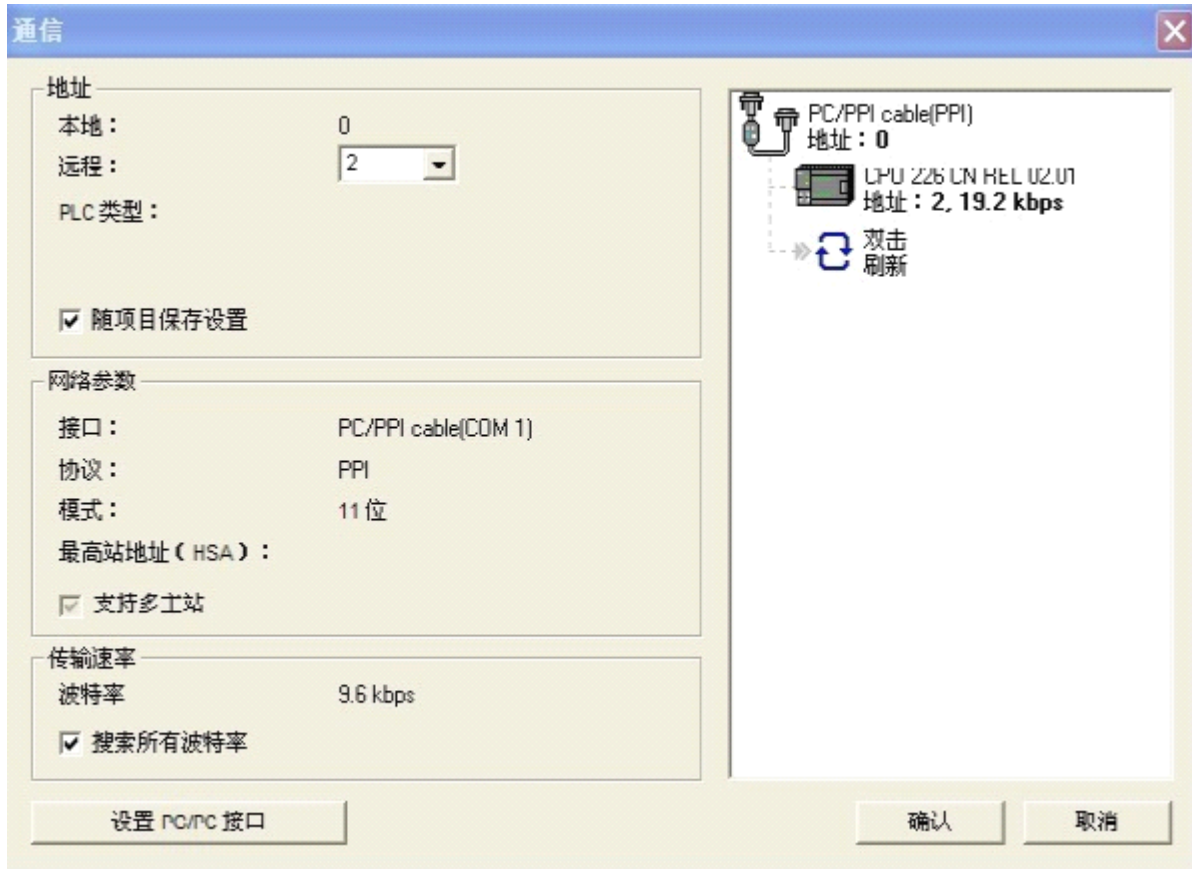 通信
地址
本地： 0
远程： 2
PLC 类型：
随项目保存设置
网络参数
接口： PC/PPI cable(COM 1)
协议： PPI
模式： 11 位
最高站地址（HSA）：
支持多主站
传输速率
波特率 9.6 kbps
搜索所有波特率
设置 PG/PC 接口
PC/PPI cable(PPI)
地址：0
CPU 226 CN REL 02.01
地址：2, 19.2 kbps
双击
刷新
确认
取消